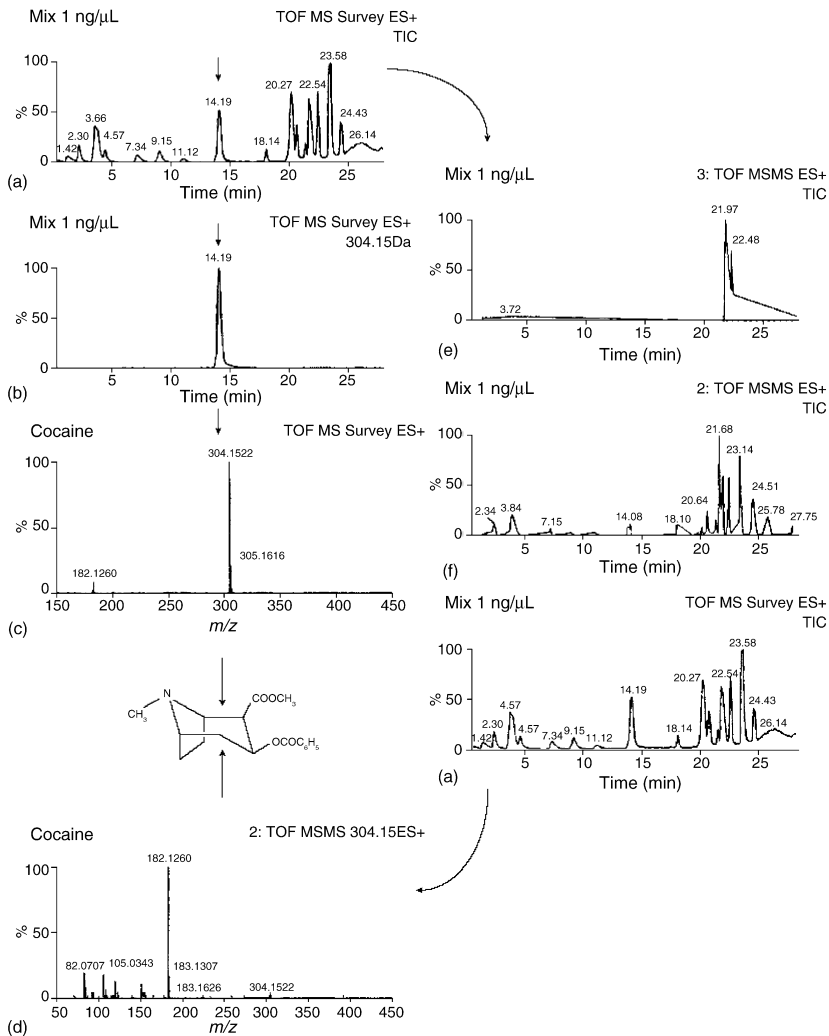 Mix 1 ng/μL
TOF MS Survey ES+
TIC
100
50
0
%
1.42
2.30
3.66
4.57
7.34
9.15
11.12
14.19
18.14
20.27
22.54
23.58
24.43
26.14
5 10 15 20 25
Time (min)
(a)
Mix 1 ng/μL
TOF MS Survey ES+
304.15Da
14.19
100
50
0
%
5 10 15 20 25
Time (min)
(b)
Cocaine
TOF MS Survey ES+
304.1522
305.1616
182.1260
100
50
0
%
150 200 250 300 350 400 450
m/z
(c)
N
CH3
COOCH3
OCOC6H5
Cocaine
2: TOF MSMS 304.15ES+
182.1260
82.0707
105.0343
183.1307
183.1626
304.1522
100
50
0
%
50 100 150 200 250 300 350 400 450
m/z
(d)
Mix 1 ng/μL
3: TOF MSMS ES+
TIC
21.97
22.48
3.72
100
50
0
%
5 10 15 20 25
Time (min)
(e)
Mix 1 ng/μL
2: TOF MSMS ES+
TIC
21.68
23.14
2.34
3.84
7.15
14.08
18.10
20.64
24.51
25.78
27.75
100
50
0
%
5 10 15 20 25
Time (min)
(f)
Mix 1 ng/μL
TOF MS Survey ES+
TIC
23.58
1.42
2.30
4.57
4.57
7.34
9.15
11.12
14.19
18.14
20.27
22.54
24.43
26.14
100
50
0
%
5 10 15 20 25
Time (min)
(a)